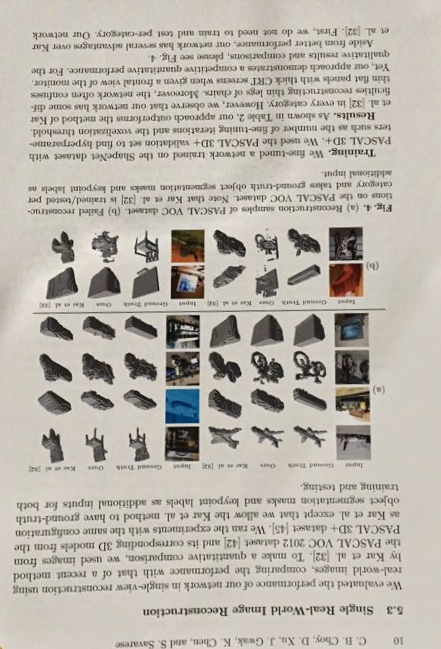 10 C. B. Choy, D. Xu, J. Gwak, K. Chen, and S. Savarese
5.3 Single Real-World Image Reconstruction
We evaluated the performance of our network in single-view reconstruction using
real-world images, comparing the performance with that of a recent method
by Kar et al. [32]. To make a quantitative comparison, we used images from
the PASCAL VOC 2012 dataset [42] and its corresponding 3D models from the
PASCAL 3D+ dataset [45]. We ran the experiments with the same configuration
as Kar et al. except that we allow the Kar et al. method to have ground-truth
object segmentation masks and keypoint labels as additional inputs for both
training and testing.
Input Ground Truth Ours Kar et al. [32] Input Ground Truth Ours Kar et al. [32]
(a)
Input Ground Truth Ours Kar et al. [32] Input Ground Truth Ours Kar et al. [32]
(b)
Fig. 4. (a) Reconstruction samples of PASCAL VOC dataset. (b) Failed reconstruc-
tions on the PASCAL VOC dataset. Note that Kar et al. [32] is trained/tested per
category and takes ground-truth object segmentation masks and keypoint labels as
additional input.
Training. We fine-tuned a network trained on the ShapeNet dataset with
PASCAL 3D+. We used the PASCAL 3D+ validation set to find hyperparame-
ters such as the number of fine-tuning iterations and the voxelization threshold.
Results. As shown in Table 2, our approach outperforms the method of Kar
et al. [32] in every category. However, we observe that our network has some dif-
ficulties reconstructing thin legs of chairs. Moreover, the network often confuses
thin flat panels with thick CRT screens when given a frontal view of the monitor.
Yet, our approach demonstrates a competitive quantitative performance. For the
qualitative results and comparisons, please see Fig. 4.
Aside from better performance, our network has several advantages over Kar
et al. [32]. First, we do not need to train and test per-category. Our network